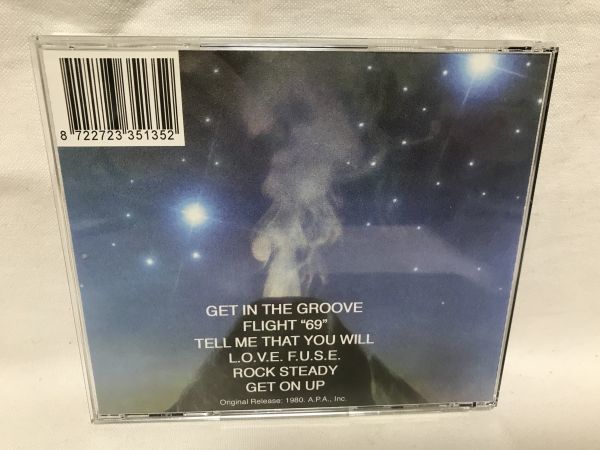 8 722723 351352
GET IN THE GROOVE
FLIGHT “69”
TELL ME THAT YOU WILL
L.O.V.E. F.U.S.E.
ROCK STEADY
GET ON UP
Original Release: 1980. A.P.A., Inc.